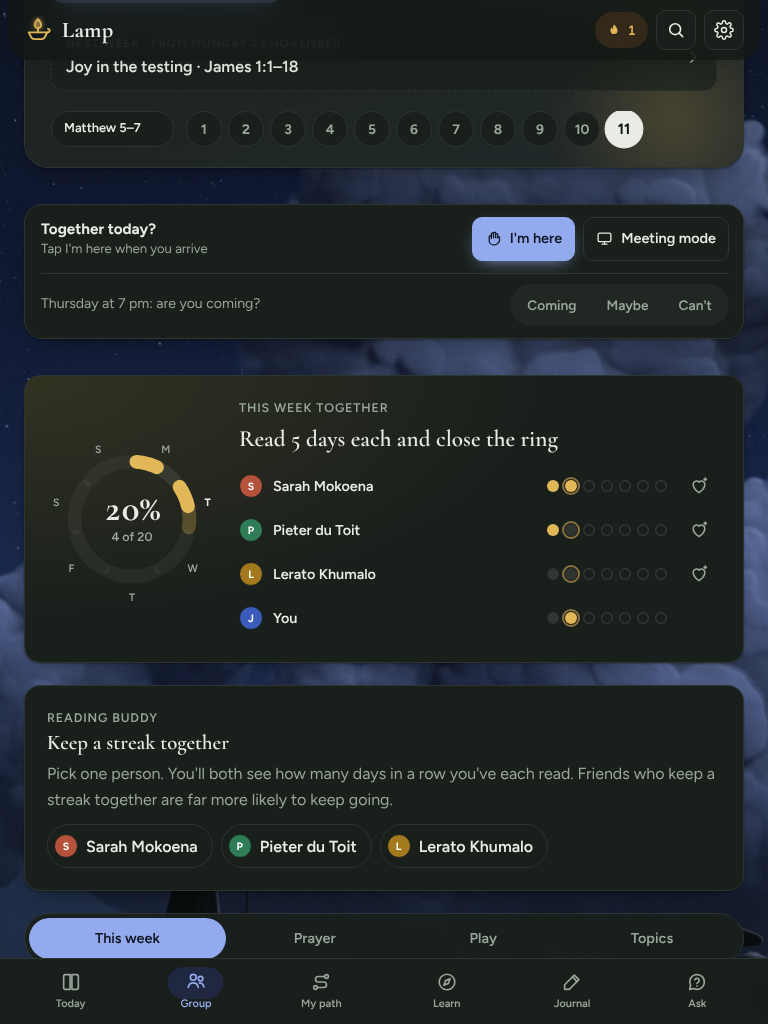 Lamp
1
NEXT WEEK · FROM MONDAY 23 NOVEMBER
Joy in the testing · James 1:1–18
Matthew 5–7
1 2 3 4 5 6 7 8 9 10 11
Together today?
Tap I'm here when you arrive
I'm here
Meeting mode
Thursday at 7 pm: are you coming?
Coming Maybe Can't
THIS WEEK TOGETHER
Read 5 days each and close the ring
S M
S T
20%
4 of 20
F W
T
S Sarah Mokoena
P Pieter du Toit
L Lerato Khumalo
J You
READING BUDDY
Keep a streak together
Pick one person. You'll both see how many days in a row you've each read. Friends who keep a
streak together are far more likely to keep going.
S Sarah Mokoena P Pieter du Toit L Lerato Khumalo
This week Prayer Play Topics
Today Group My path Learn Journal Ask